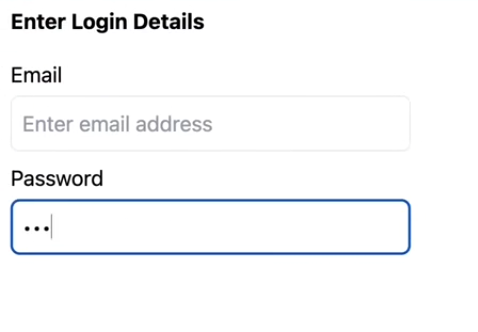 Enter Login Details
Email
Enter email address
Password
•••